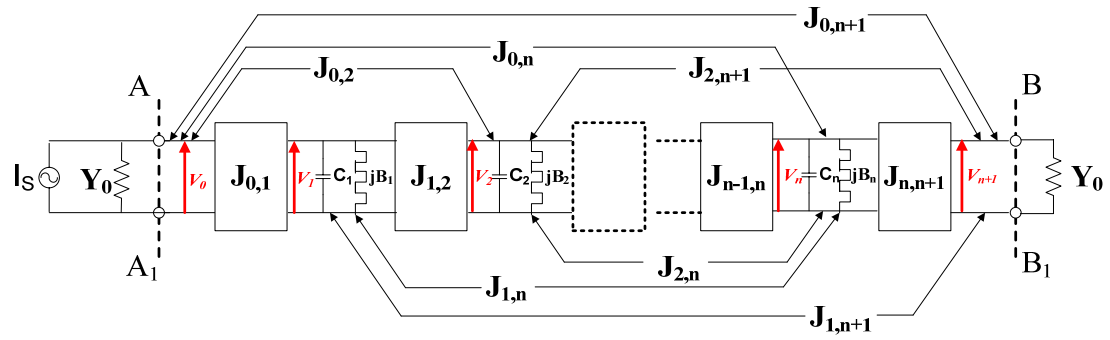 J0,n+1
J0,n
J0,2
J2,n+1
A
B
IS
Y0
V0
J0,1
V1
C1
jB1
J1,2
V2
C2
jB2
Jn-1,n
Vn
Cn
jBn
Jn,n+1
Vn+1
Y0
A1
B1
J2,n
J1,n
J1,n+1